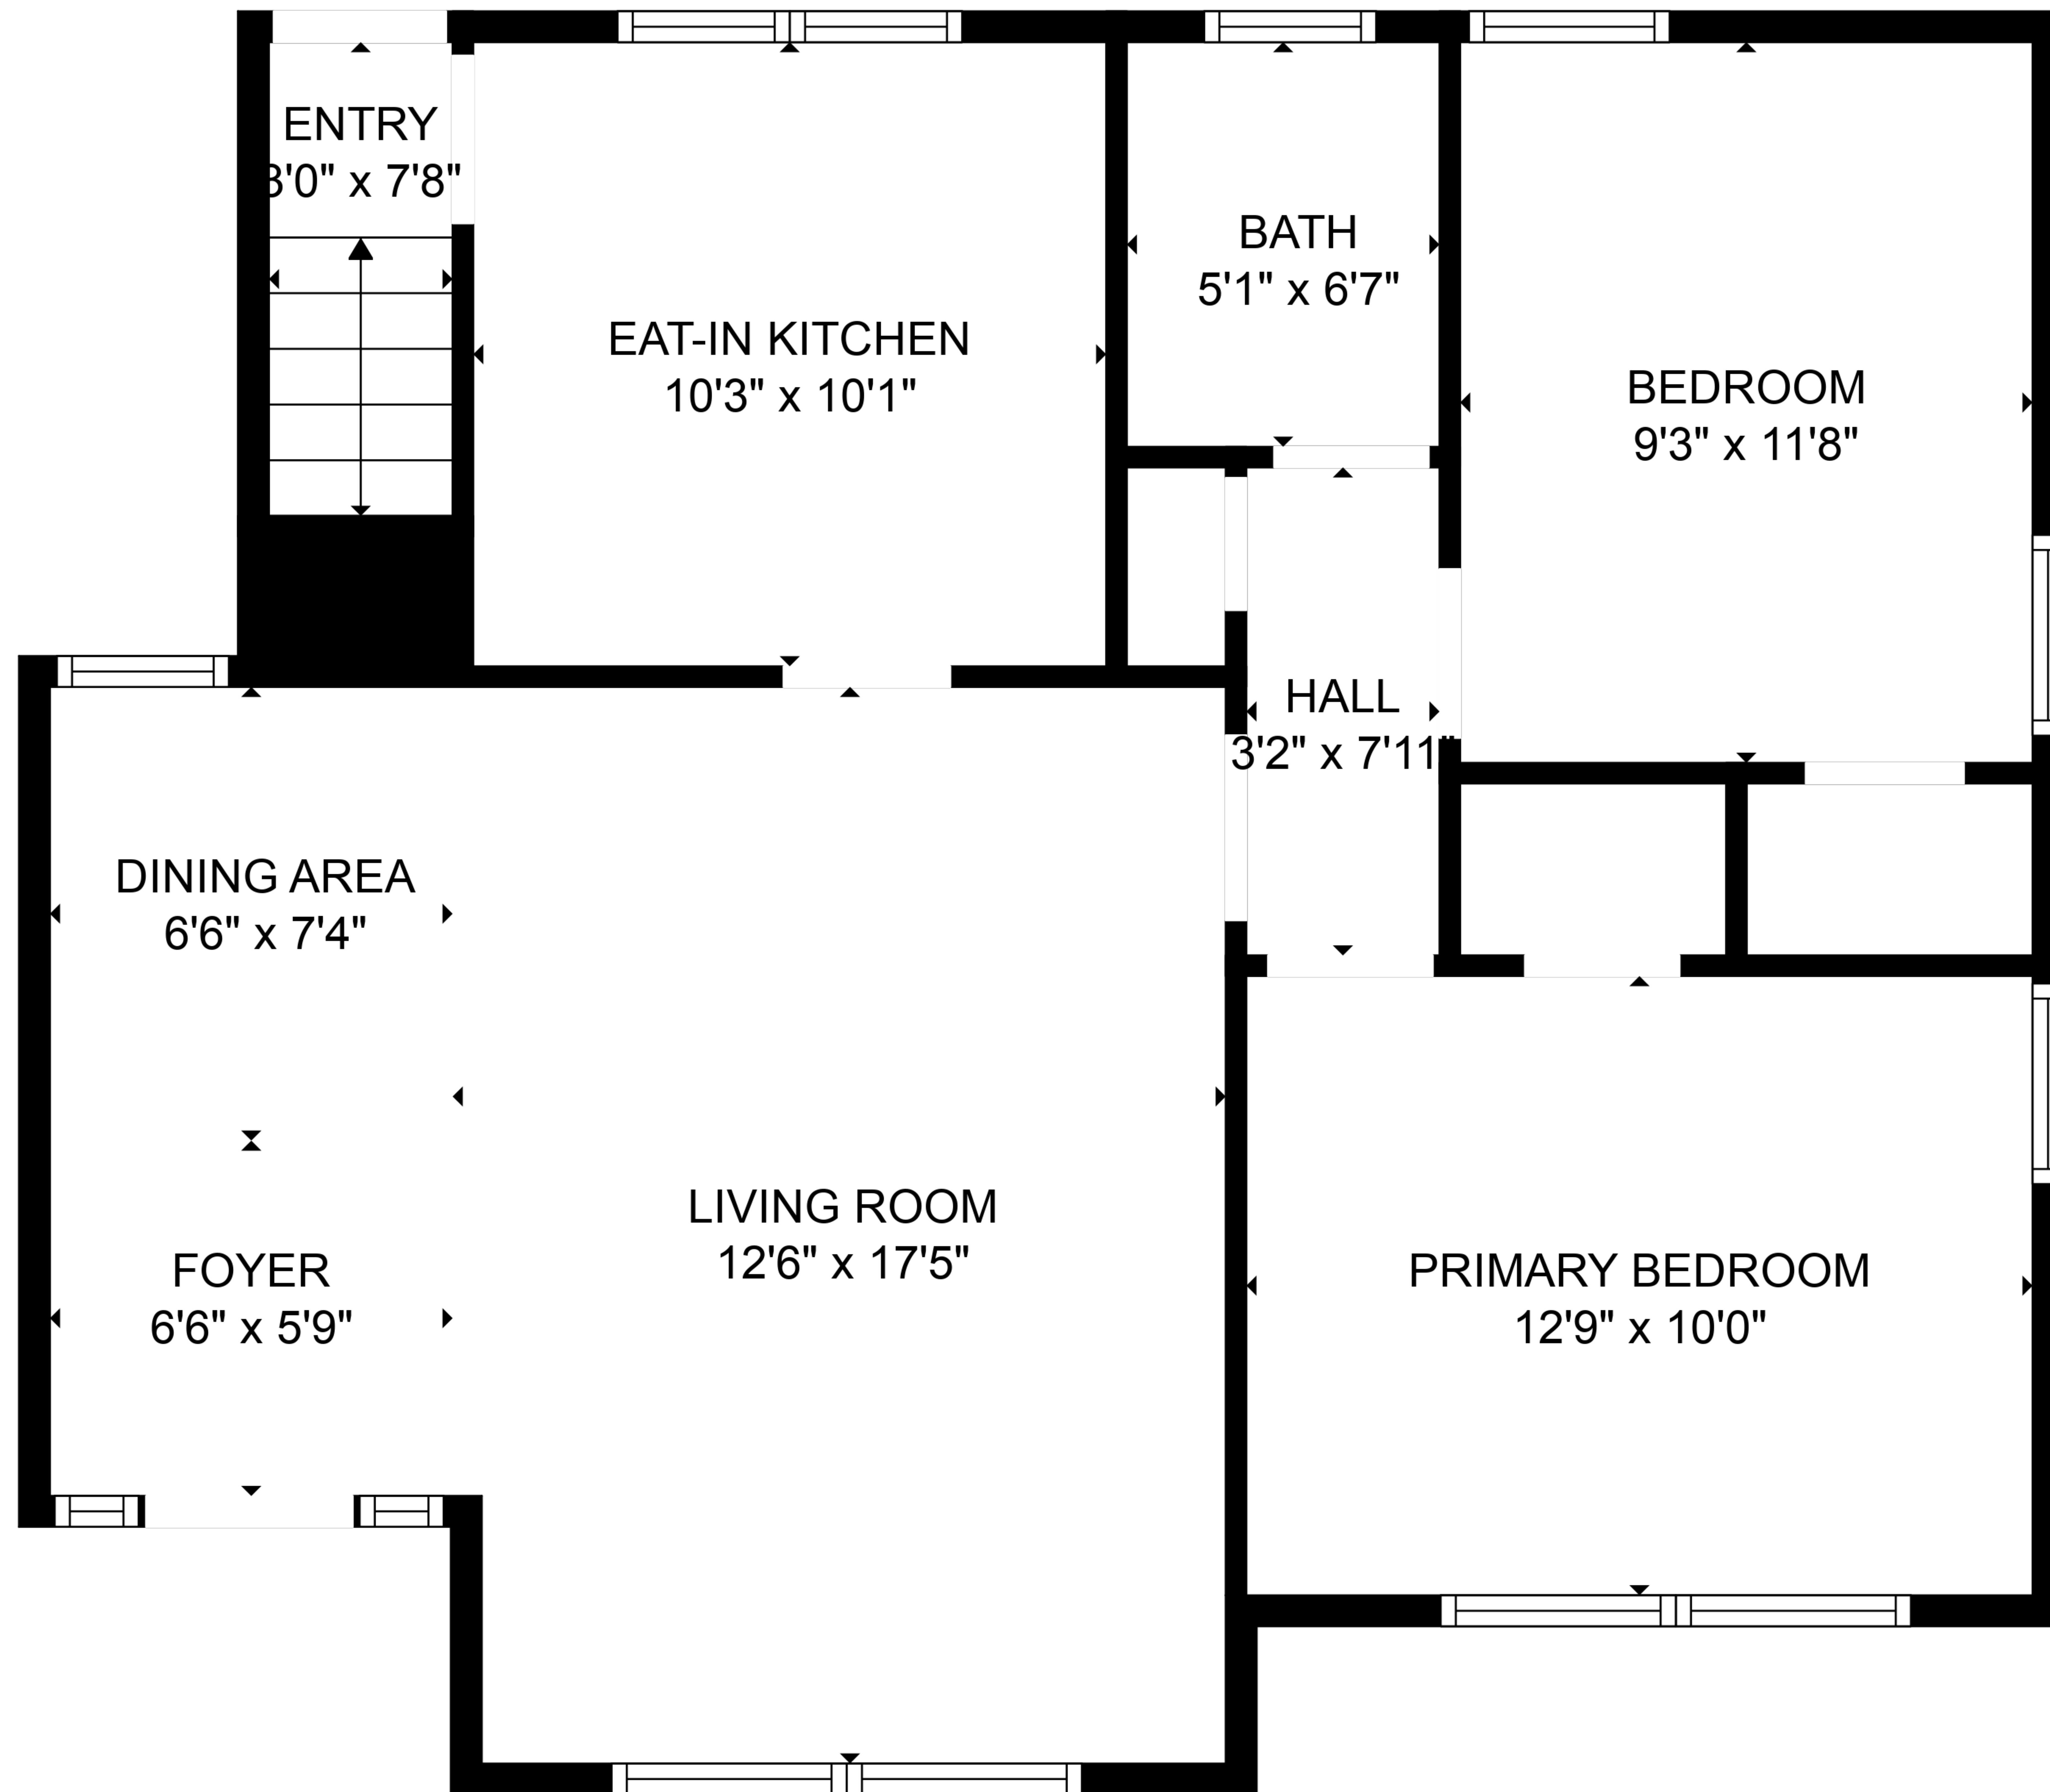 ENTRY
3'0" x 7'8"
BATH
5'1" x 6'7"
EAT-IN KITCHEN
10'3" x 10'1"
BEDROOM
9'3" x 11'8"
HALL
3'2" x 7'11"
DINING AREA
6'6" x 7'4"
LIVING ROOM
12'6" x 17'5"
FOYER
6'6" x 5'9"
PRIMARY BEDROOM
12'9" x 10'0"